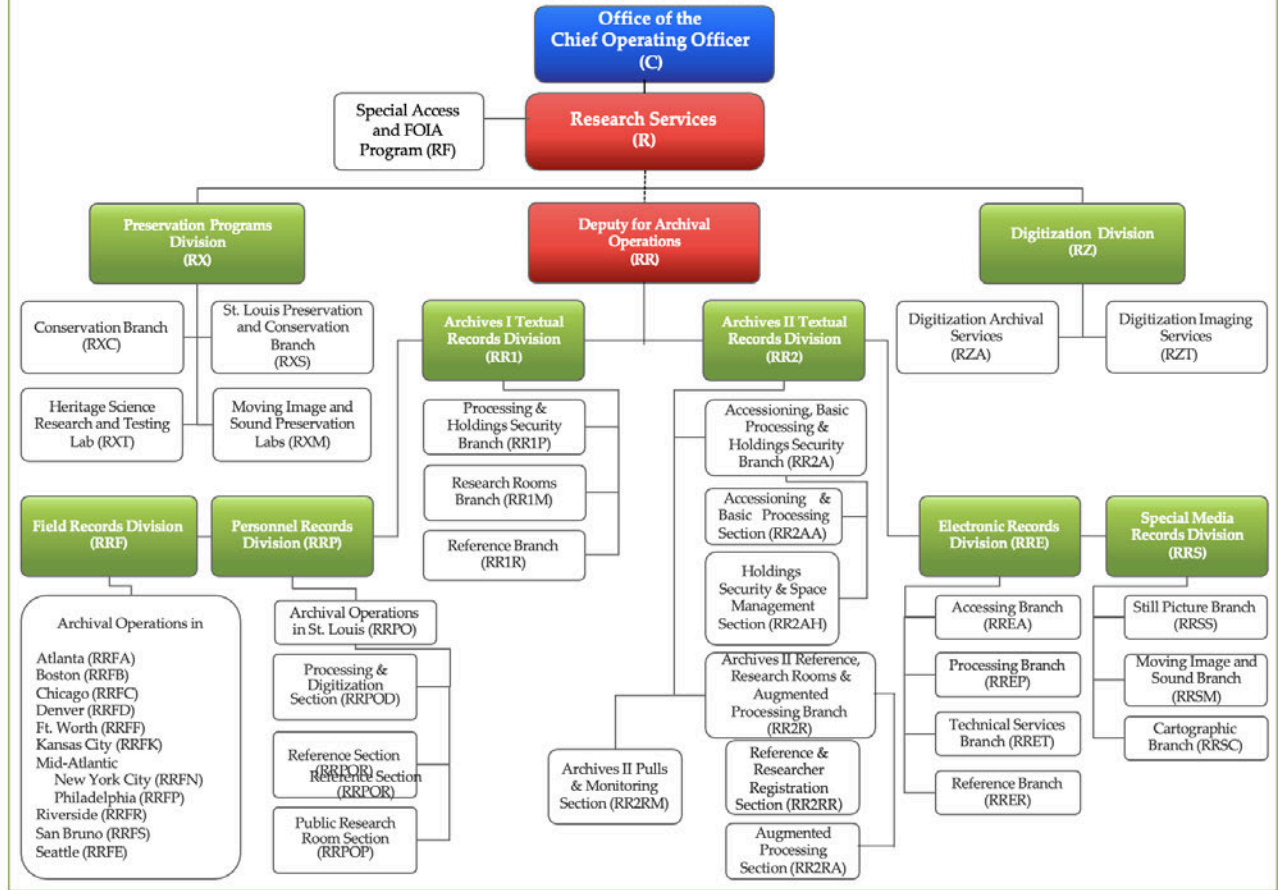 Office of the
Chief Operating Officer
(C)
Special Access
and FOIA
Program (RF)
Research Services
(R)
Preservation Programs
Division
(RX)
Deputy for Archival
Operations
(RR)
Digitization Division
(RZ)
Conservation Branch
(RXC)
St. Louis Preservation
and Conservation
Branch
(RXS)
Heritage Science
Research and Testing
Lab (RXT)
Moving Image and
Sound Preservation
Labs (RXM)
Archives I Textual
Records Division
(RR1)
Archives II Textual
Records Division
(RR2)
Digitization Archival
Services
(RZA)
Digitization Imaging
Services
(RZT)
Processing &
Holdings Security
Branch (RR1P)
Research Rooms
Branch (RR1M)
Reference Branch
(RR1R)
Accessioning, Basic
Processing &
Holdings Security
Branch (RR2A)
Accessioning &
Basic Processing
Section (RR2AA)
Holdings
Security & Space
Management
Section (RR2AH)
Archives II Reference,
Research Rooms &
Augmented
Processing Branch
(RR2R)
Archives II Pulls
& Monitoring
Section (RR2RM)
Reference &
Researcher
Registration
Section (RR2RR)
Augmented
Processing
Section (RR2RA)
Field Records Division
(RRF)
Personnel Records
Division (RRP)
Electronic Records
Division (RRE)
Special Media
Records Division
(RRS)
Archival Operations in
Atlanta (RRFA)
Boston (RRFB)
Chicago (RRFC)
Denver (RRFD)
Ft. Worth (RRFF)
Kansas City (RRFK)
Mid-Atlantic
New York City (RRFN)
Philadelphia (RRFP)
Riverside (RRFR)
San Bruno (RRFS)
Seattle (RRFE)
Archival Operations
in St. Louis (RRPO)
Processing &
Digitization
Section (RRPOD)
Reference Section
(RRPOR)
Reference Section
(RRPOR)
Public Research
Room Section
(RRPOP)
Accessing Branch
(RREA)
Processing Branch
(RREP)
Technical Services
Branch (RRET)
Reference Branch
(RRER)
Still Picture Branch
(RRSS)
Moving Image and
Sound Branch
(RRSM)
Cartographic
Branch (RRSC)